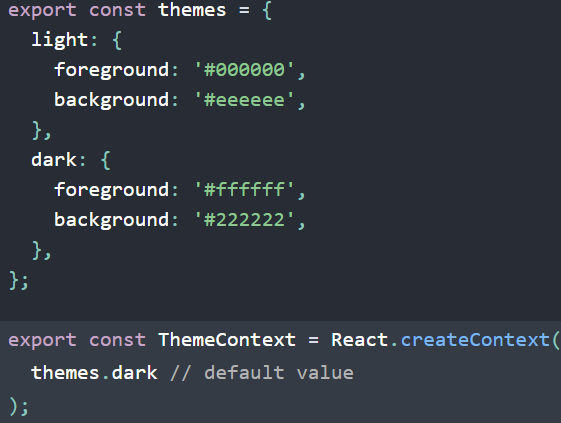 export const themes = {
  light: {
    foreground: '#000000',
    background: '#eeeeee',
  },
  dark: {
    foreground: '#ffffff',
    background: '#222222',
  },
};
export const ThemeContext = React.createContext(
  themes.dark // default value
);